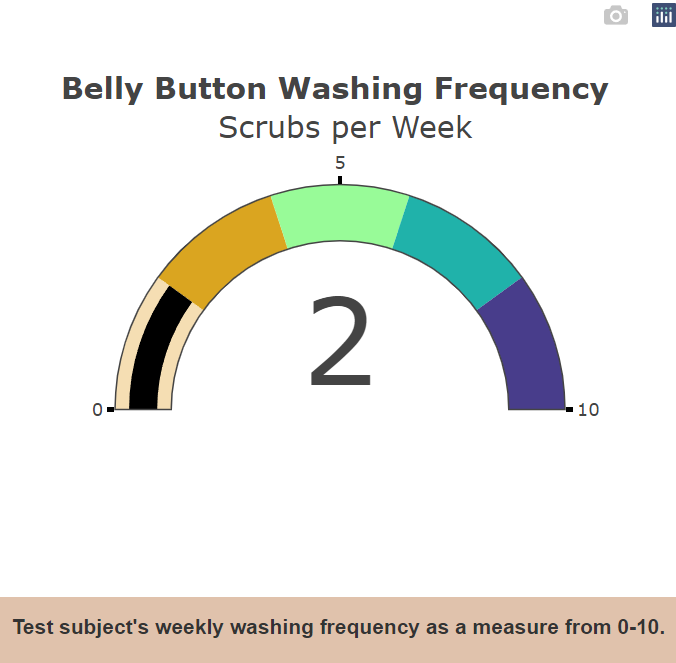 Belly Button Washing Frequency
Scrubs per Week
5
2
0
10
Test subject's weekly washing frequency as a measure from 0-10.